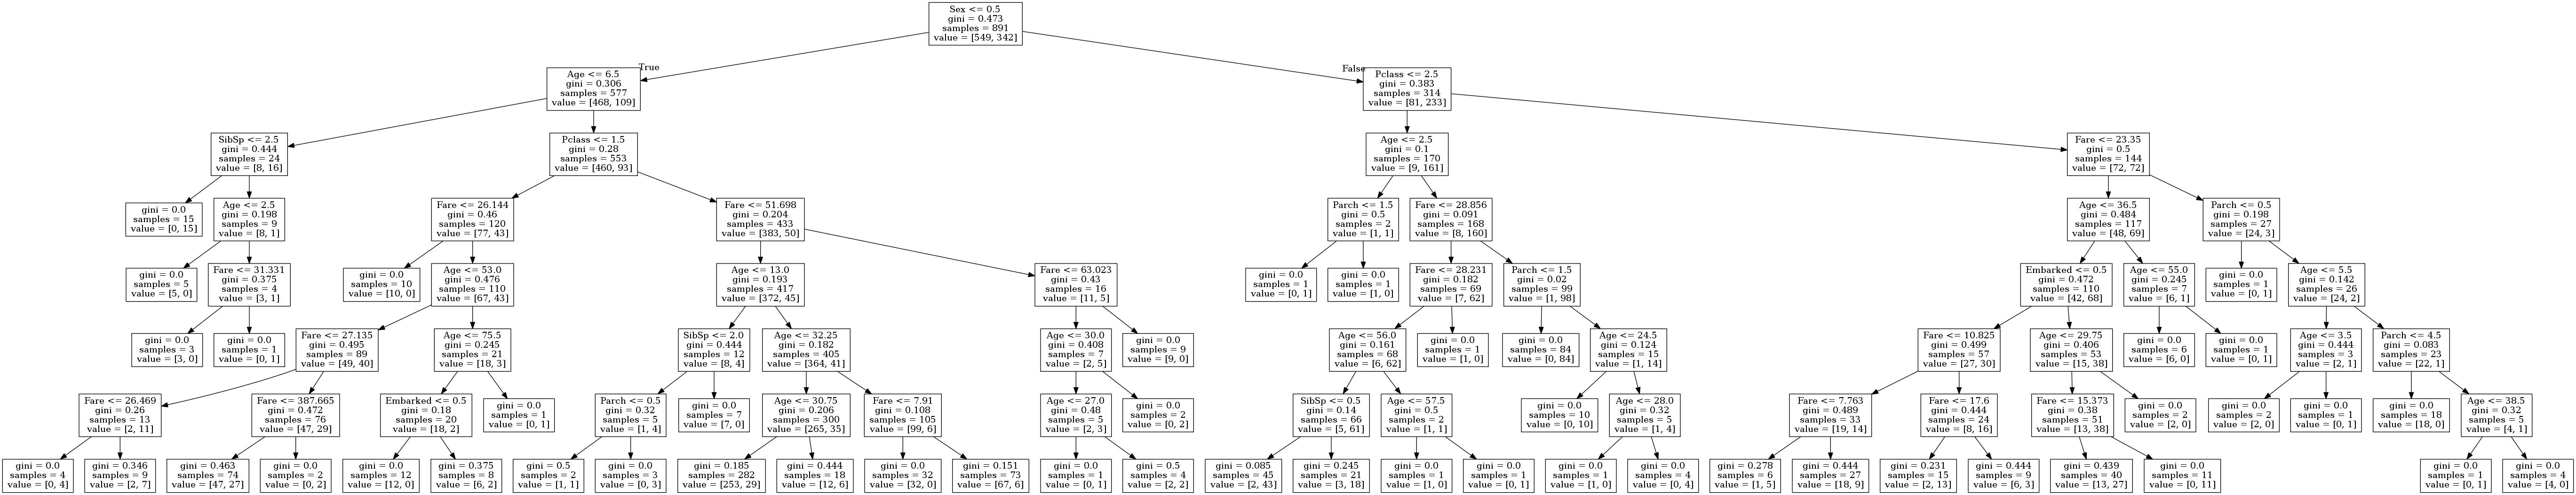 Sex <= 0.5
gini = 0.473
samples = 891
value = [549, 342]
True
False
Age <= 6.5
gini = 0.306
samples = 577
value = [468, 109]
Pclass <= 2.5
gini = 0.383
samples = 314
value = [81, 233]
SibSp <= 2.5
gini = 0.444
samples = 24
value = [8, 16]
Pclass <= 1.5
gini = 0.28
samples = 553
value = [460, 93]
Age <= 2.5
gini = 0.1
samples = 170
value = [9, 161]
Fare <= 23.35
gini = 0.5
samples = 144
value = [72, 72]
gini = 0.0
samples = 15
value = [0, 15]
Age <= 2.5
gini = 0.198
samples = 9
value = [8, 1]
Fare <= 26.144
gini = 0.46
samples = 120
value = [77, 43]
Fare <= 51.698
gini = 0.204
samples = 433
value = [383, 50]
Parch <= 1.5
gini = 0.5
samples = 2
value = [1, 1]
Fare <= 28.856
gini = 0.091
samples = 168
value = [8, 160]
Age <= 36.5
gini = 0.484
samples = 117
value = [48, 69]
Parch <= 0.5
gini = 0.198
samples = 27
value = [24, 3]
gini = 0.0
samples = 5
value = [5, 0]
Fare <= 31.331
gini = 0.375
samples = 4
value = [3, 1]
gini = 0.0
samples = 10
value = [10, 0]
Age <= 53.0
gini = 0.476
samples = 110
value = [67, 43]
Age <= 13.0
gini = 0.193
samples = 417
value = [372, 45]
Fare <= 63.023
gini = 0.43
samples = 16
value = [11, 5]
gini = 0.0
samples = 1
value = [0, 1]
gini = 0.0
samples = 1
value = [1, 0]
Fare <= 28.231
gini = 0.182
samples = 69
value = [7, 62]
Parch <= 1.5
gini = 0.02
samples = 99
value = [1, 98]
Embarked <= 0.5
gini = 0.472
samples = 110
value = [42, 68]
Age <= 55.0
gini = 0.245
samples = 7
value = [6, 1]
gini = 0.0
samples = 1
value = [0, 1]
Age <= 5.5
gini = 0.142
samples = 26
value = [24, 2]
gini = 0.0
samples = 3
value = [3, 0]
gini = 0.0
samples = 1
value = [0, 1]
Fare <= 27.135
gini = 0.495
samples = 89
value = [49, 40]
Age <= 75.5
gini = 0.245
samples = 21
value = [18, 3]
SibSp <= 2.0
gini = 0.444
samples = 12
value = [8, 4]
Age <= 32.25
gini = 0.182
samples = 405
value = [364, 41]
Age <= 30.0
gini = 0.408
samples = 7
value = [2, 5]
gini = 0.0
samples = 9
value = [9, 0]
Age <= 56.0
gini = 0.161
samples = 68
value = [6, 62]
gini = 0.0
samples = 1
value = [1, 0]
gini = 0.0
samples = 84
value = [0, 84]
Age <= 24.5
gini = 0.124
samples = 15
value = [1, 14]
Fare <= 10.825
gini = 0.499
samples = 57
value = [27, 30]
Age <= 29.75
gini = 0.406
samples = 53
value = [15, 38]
gini = 0.0
samples = 6
value = [6, 0]
gini = 0.0
samples = 1
value = [0, 1]
Age <= 3.5
gini = 0.444
samples = 3
value = [2, 1]
Parch <= 4.5
gini = 0.083
samples = 23
value = [22, 1]
Fare <= 26.469
gini = 0.26
samples = 13
value = [2, 11]
Fare <= 387.665
gini = 0.472
samples = 76
value = [47, 29]
Embarked <= 0.5
gini = 0.18
samples = 20
value = [18, 2]
gini = 0.0
samples = 1
value = [0, 1]
Parch <= 0.5
gini = 0.32
samples = 5
value = [1, 4]
gini = 0.0
samples = 7
value = [7, 0]
Age <= 30.75
gini = 0.206
samples = 300
value = [265, 35]
Fare <= 7.91
gini = 0.108
samples = 105
value = [99, 6]
Age <= 27.0
gini = 0.48
samples = 5
value = [2, 3]
gini = 0.0
samples = 2
value = [0, 2]
SibSp <= 0.5
gini = 0.14
samples = 66
value = [5, 61]
Age <= 57.5
gini = 0.5
samples = 2
value = [1, 1]
gini = 0.0
samples = 10
value = [0, 10]
Age <= 28.0
gini = 0.32
samples = 5
value = [1, 4]
Fare <= 7.763
gini = 0.489
samples = 33
value = [19, 14]
Fare <= 17.6
gini = 0.444
samples = 24
value = [8, 16]
Fare <= 15.373
gini = 0.38
samples = 51
value = [13, 38]
gini = 0.0
samples = 2
value = [2, 0]
gini = 0.0
samples = 2
value = [2, 0]
gini = 0.0
samples = 1
value = [0, 1]
gini = 0.0
samples = 18
value = [18, 0]
Age <= 38.5
gini = 0.32
samples = 5
value = [4, 1]
gini = 0.0
samples = 4
value = [0, 4]
gini = 0.346
samples = 9
value = [2, 7]
gini = 0.463
samples = 74
value = [47, 27]
gini = 0.0
samples = 2
value = [0, 2]
gini = 0.0
samples = 12
value = [12, 0]
gini = 0.375
samples = 8
value = [6, 2]
gini = 0.5
samples = 2
value = [1, 1]
gini = 0.0
samples = 3
value = [0, 3]
gini = 0.185
samples = 282
value = [253, 29]
gini = 0.444
samples = 18
value = [12, 6]
gini = 0.0
samples = 32
value = [32, 0]
gini = 0.151
samples = 73
value = [67, 6]
gini = 0.0
samples = 1
value = [0, 1]
gini = 0.5
samples = 4
value = [2, 2]
gini = 0.085
samples = 45
value = [2, 43]
gini = 0.245
samples = 21
value = [3, 18]
gini = 0.0
samples = 1
value = [1, 0]
gini = 0.0
samples = 1
value = [0, 1]
gini = 0.0
samples = 1
value = [1, 0]
gini = 0.0
samples = 4
value = [0, 4]
gini = 0.278
samples = 6
value = [1, 5]
gini = 0.444
samples = 27
value = [18, 9]
gini = 0.231
samples = 15
value = [2, 13]
gini = 0.444
samples = 9
value = [6, 3]
gini = 0.439
samples = 40
value = [13, 27]
gini = 0.0
samples = 11
value = [0, 11]
gini = 0.0
samples = 1
value = [0, 1]
gini = 0.0
samples = 4
value = [4, 0]